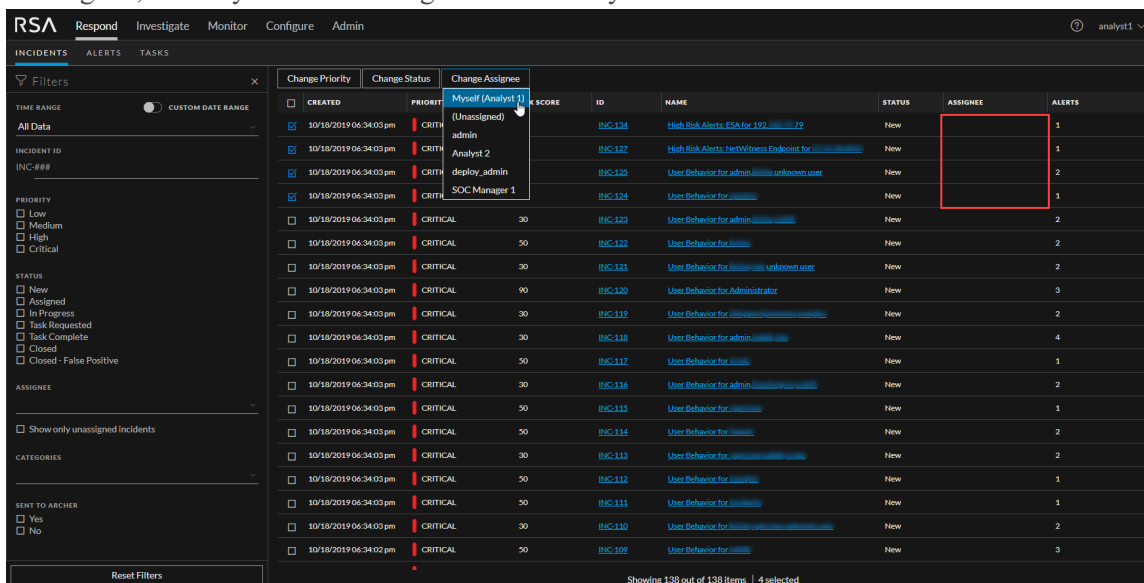 RSA Respond Investigate Monitor Configure Admin analyst1
INCIDENTS ALERTS TASKS
Filters
TIME RANGE CUSTOM DATE RANGE
All Data
INCIDENT ID
INC-###
PRIORITY
Low
Medium
High
Critical
STATUS
New
Assigned
In Progress
Task Requested
Task Complete
Closed
Closed - False Positive
ASSIGNEE
Show only unassigned incidents
CATEGORIES
SENT TO ARCHER
Yes
No
Reset Filters
Change Priority Change Status Change Assignee
Myself (Analyst 1)
(Unassigned)
admin
Analyst 2
deploy_admin
SOC Manager 1
CREATED PRIORIT K SCORE ID NAME STATUS ASSIGNEE ALERTS
10/18/2019 06:34:03 pm CRITI INC-134 High Risk Alerts: ESA for 192. .79 New 1
10/18/2019 06:34:03 pm CRITI INC-127 High Risk Alerts: NetWitness Endpoint for New 1
10/18/2019 06:34:03 pm CRITI INC-125 User Behavior for admin, unknown user New 2
10/18/2019 06:34:03 pm CRITI INC-124 User Behavior for New 1
10/18/2019 06:34:03 pm CRITICAL 30 INC-123 User Behavior for admin, New 2
10/18/2019 06:34:03 pm CRITICAL 50 INC-122 User Behavior for New 2
10/18/2019 06:34:03 pm CRITICAL 30 INC-121 User Behavior for unknown user New 2
10/18/2019 06:34:03 pm CRITICAL 90 INC-120 User Behavior for Administrator New 3
10/18/2019 06:34:03 pm CRITICAL 30 INC-119 User Behavior for New 2
10/18/2019 06:34:03 pm CRITICAL 30 INC-118 User Behavior for admin, New 4
10/18/2019 06:34:03 pm CRITICAL 50 INC-117 User Behavior for New 1
10/18/2019 06:34:03 pm CRITICAL 30 INC-116 User Behavior for admin, New 2
10/18/2019 06:34:03 pm CRITICAL 50 INC-115 User Behavior for New 1
10/18/2019 06:34:03 pm CRITICAL 50 INC-114 User Behavior for New 2
10/18/2019 06:34:03 pm CRITICAL 30 INC-113 User Behavior for New 2
10/18/2019 06:34:03 pm CRITICAL 50 INC-112 User Behavior for New 1
10/18/2019 06:34:03 pm CRITICAL 50 INC-111 User Behavior for New 1
10/18/2019 06:34:03 pm CRITICAL 30 INC-110 User Behavior for New 2
10/18/2019 06:34:02 pm CRITICAL 50 INC-109 User Behavior for New 3
Showing 138 out of 138 items | 4 selected